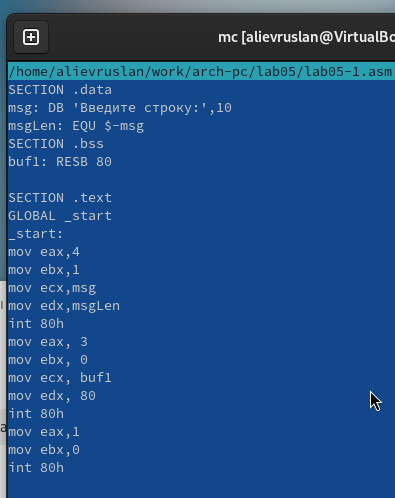 mc [alievruslan@VirtualBo
/home/alievruslan/work/arch-pc/lab05/lab05-1.asm
SECTION .data
msg: DB 'Введите строку:',10
msgLen: EQU $-msg
SECTION .bss
buf1: RESB 80
SECTION .text
GLOBAL _start
_start:
mov eax,4
mov ebx,1
mov ecx,msg
mov edx,msgLen
int 80h
mov eax, 3
mov ebx, 0
mov ecx, buf1
mov edx, 80
int 80h
mov eax,1
mov ebx,0
int 80h